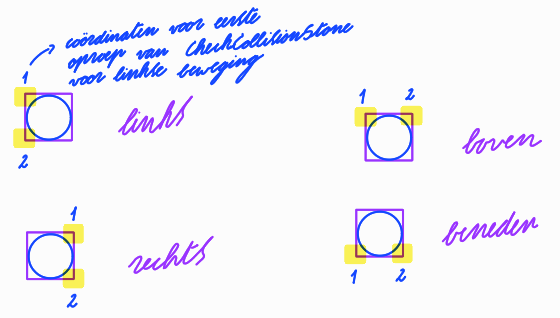 coördinaten voor eerste
oproep van CheckCollisionStone
voor linkse beweging
1
2
links
1 2
boven
1
2
rechts
1 2
beneden